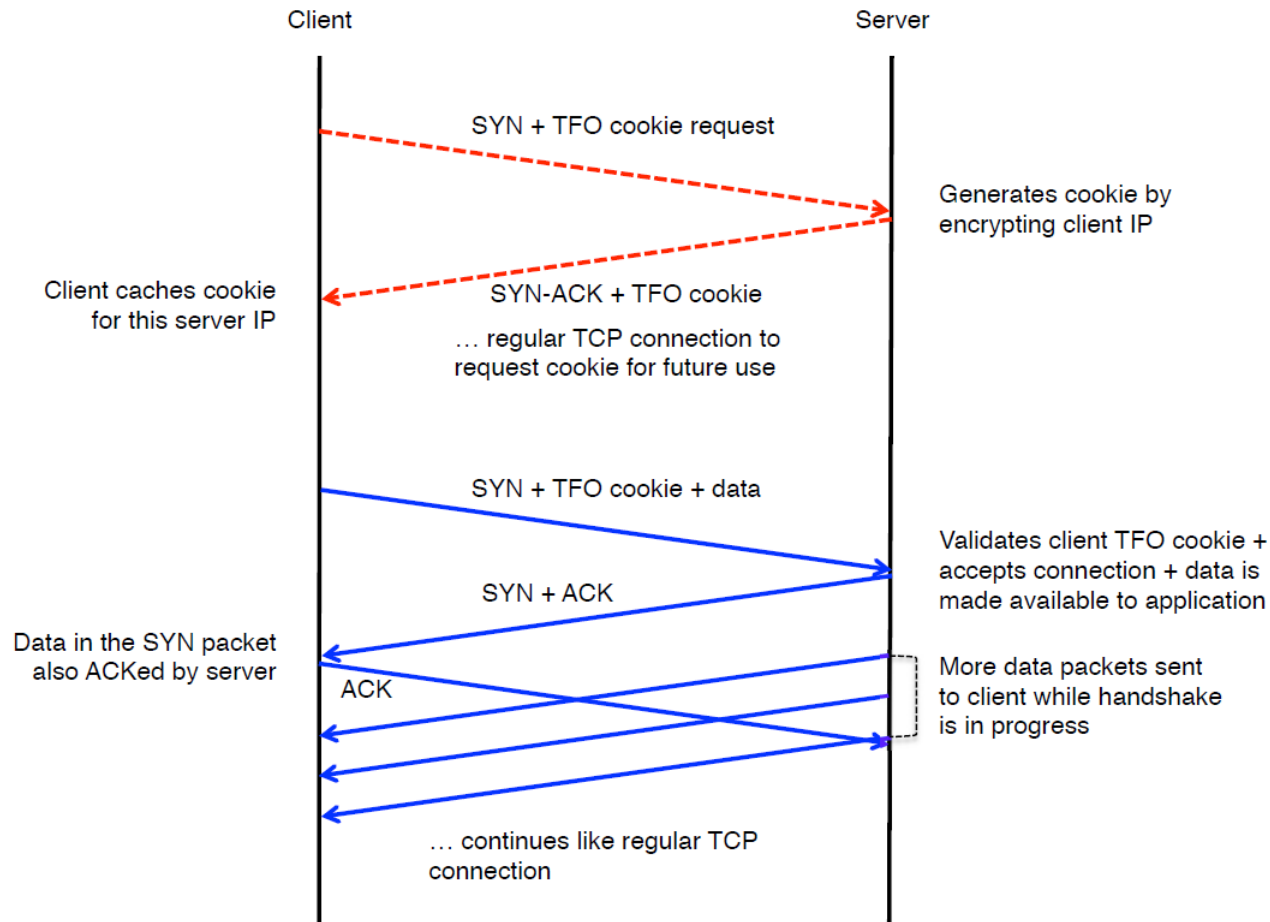 Client
Server
SYN + TFO cookie request
Generates cookie by
encrypting client IP
Client caches cookie
for this server IP
SYN-ACK + TFO cookie
… regular TCP connection to
request cookie for future use
SYN + TFO cookie + data
Validates client TFO cookie +
accepts connection + data is
made available to application
SYN + ACK
Data in the SYN packet
also ACKed by server
ACK
More data packets sent
to client while handshake
is in progress
… continues like regular TCP
connection